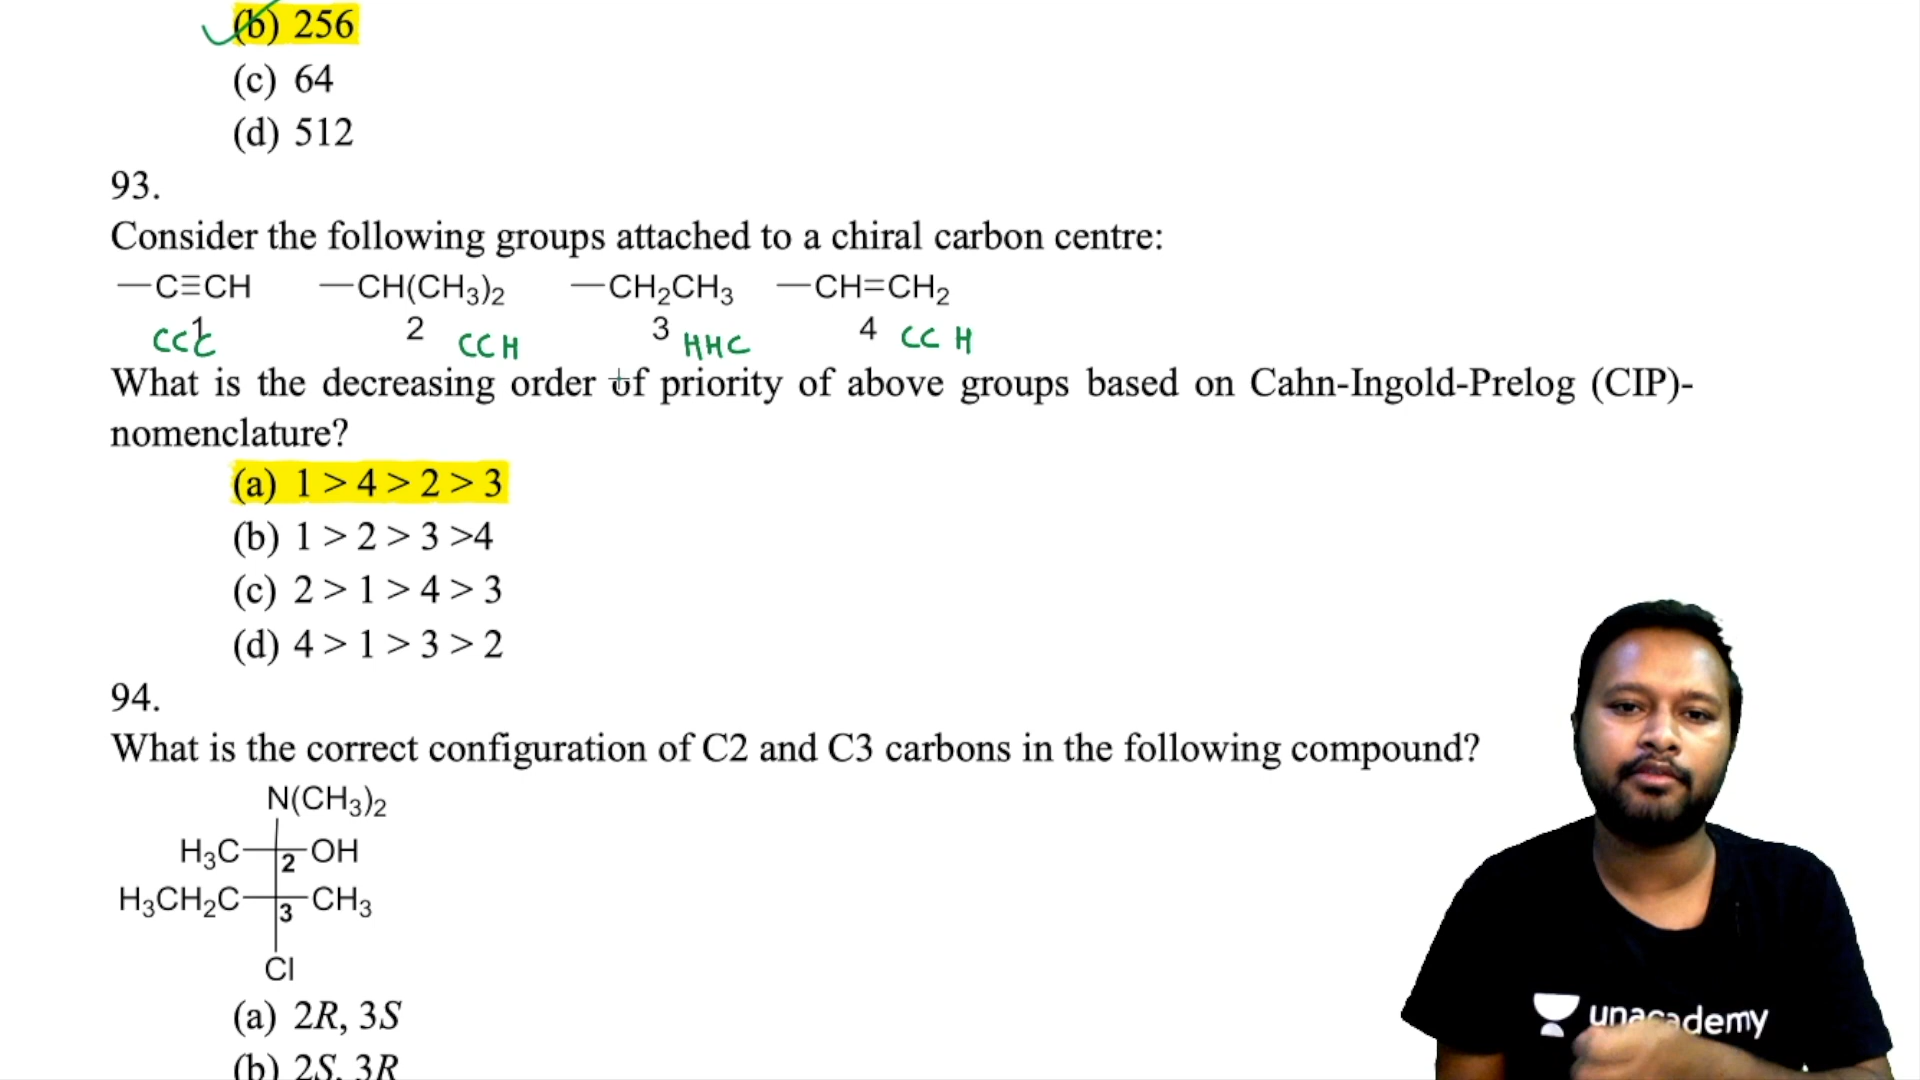 (b) 256
(c) 64
(d) 512
93.
Consider the following groups attached to a chiral carbon centre:
—C≡CH —CH(CH₃)₂ —CH₂CH₃ —CH=CH₂
1 2 3 4
CCC CCH HHC CCH
What is the decreasing order of priority of above groups based on Cahn-Ingold-Prelog (CIP)-
nomenclature?
(a) 1 > 4 > 2 > 3
(b) 1 > 2 > 3 >4
(c) 2 > 1 > 4 > 3
(d) 4 > 1 > 3 > 2
94.
What is the correct configuration of C2 and C3 carbons in the following compound?
N(CH₃)₂
H₃C 2 OH
H₃CH₂C 3 CH₃
Cl
(a) 2R, 3S
(b) 2S, 3R
unacademy